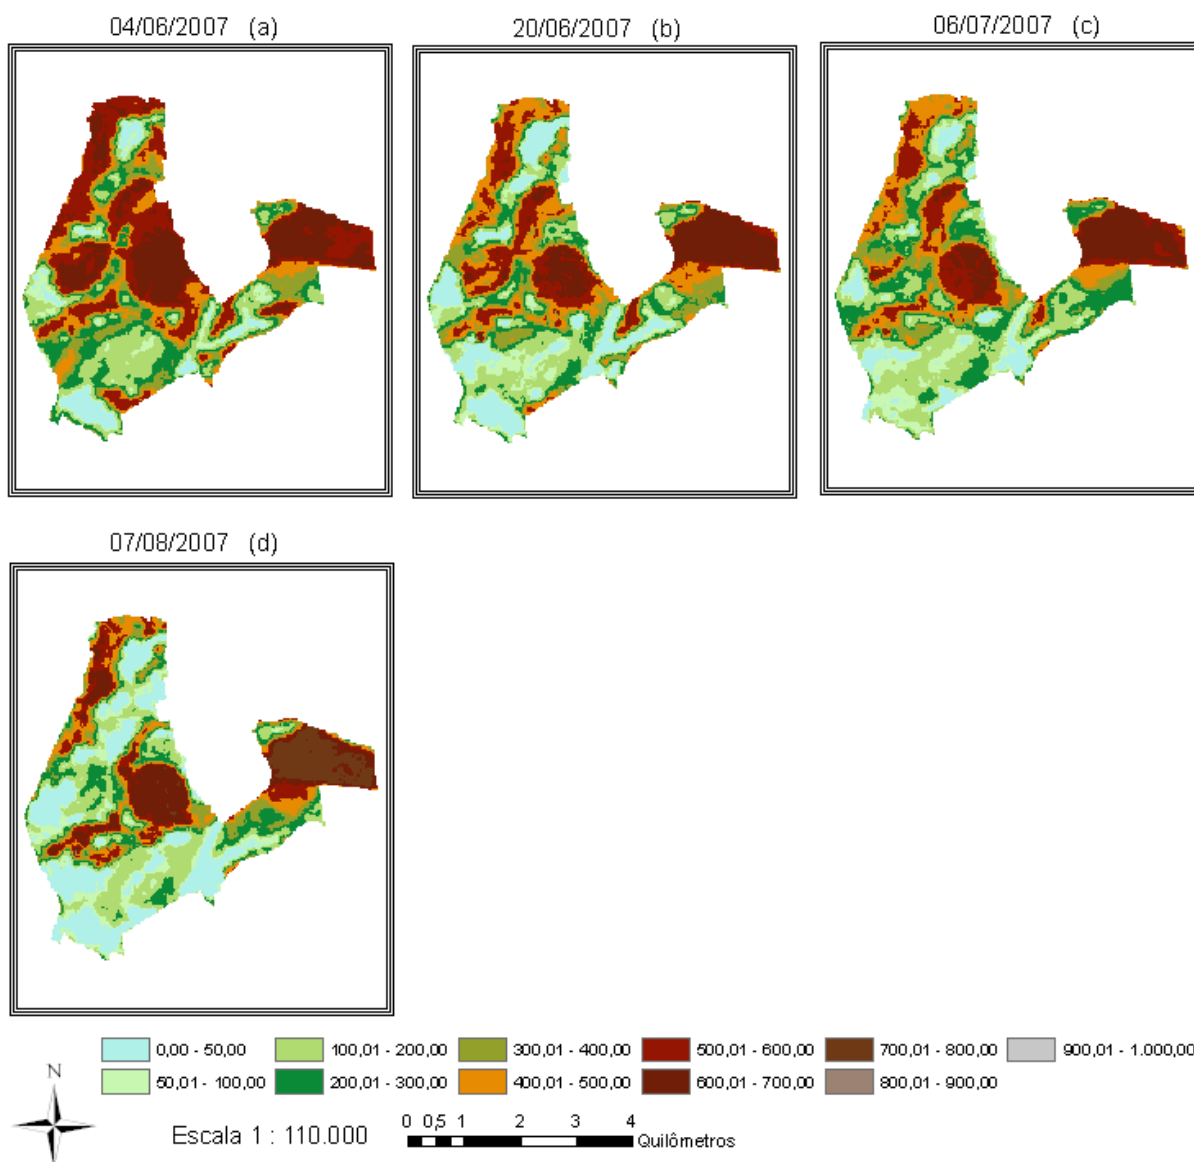 04/06/2007 (a)
20/06/2007 (b)
06/07/2007 (c)
07/08/2007 (d)
0,00 - 50,00
100,01 - 200,00
300,01 - 400,00
500,01 - 600,00
700,01 - 800,00
900,01 - 1.000,00
50,01 - 100,00
200,01 - 300,00
400,01 - 500,00
600,01 - 700,00
800,01 - 900,00
N
Escala 1 : 110.000
0 0,5 1 2 3 4
Quilômetros